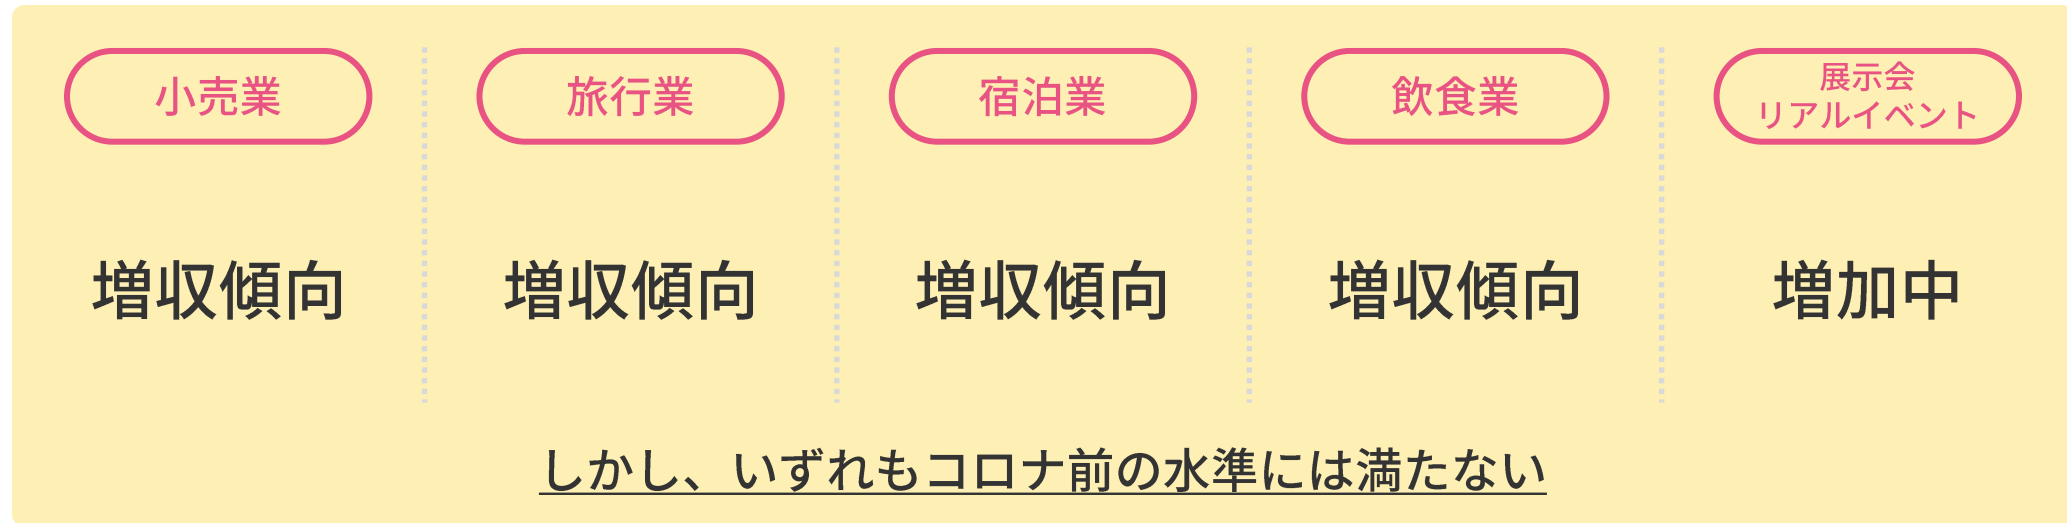 小売業
旅行業
宿泊業
飲食業
展示会
リアルイベント
増収傾向
増収傾向
増収傾向
増収傾向
増加中
しかし、いずれもコロナ前の水準には満たない